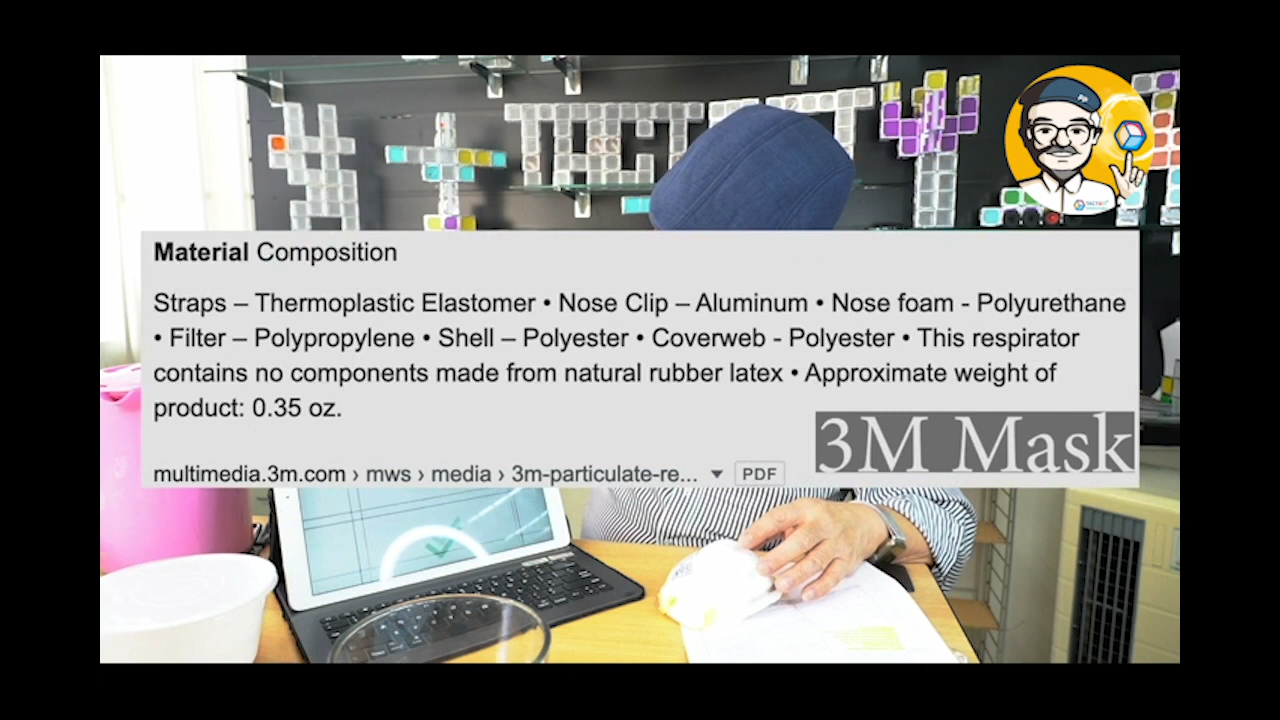 Material Composition
Straps – Thermoplastic Elastomer • Nose Clip – Aluminum • Nose foam - Polyurethane
• Filter – Polypropylene • Shell – Polyester • Coverweb - Polyester • This respirator
contains no components made from natural rubber latex • Approximate weight of
product: 0.35 oz.
3M Mask
multimedia.3m.com › mws › media › 3m-particulate-re... PDF